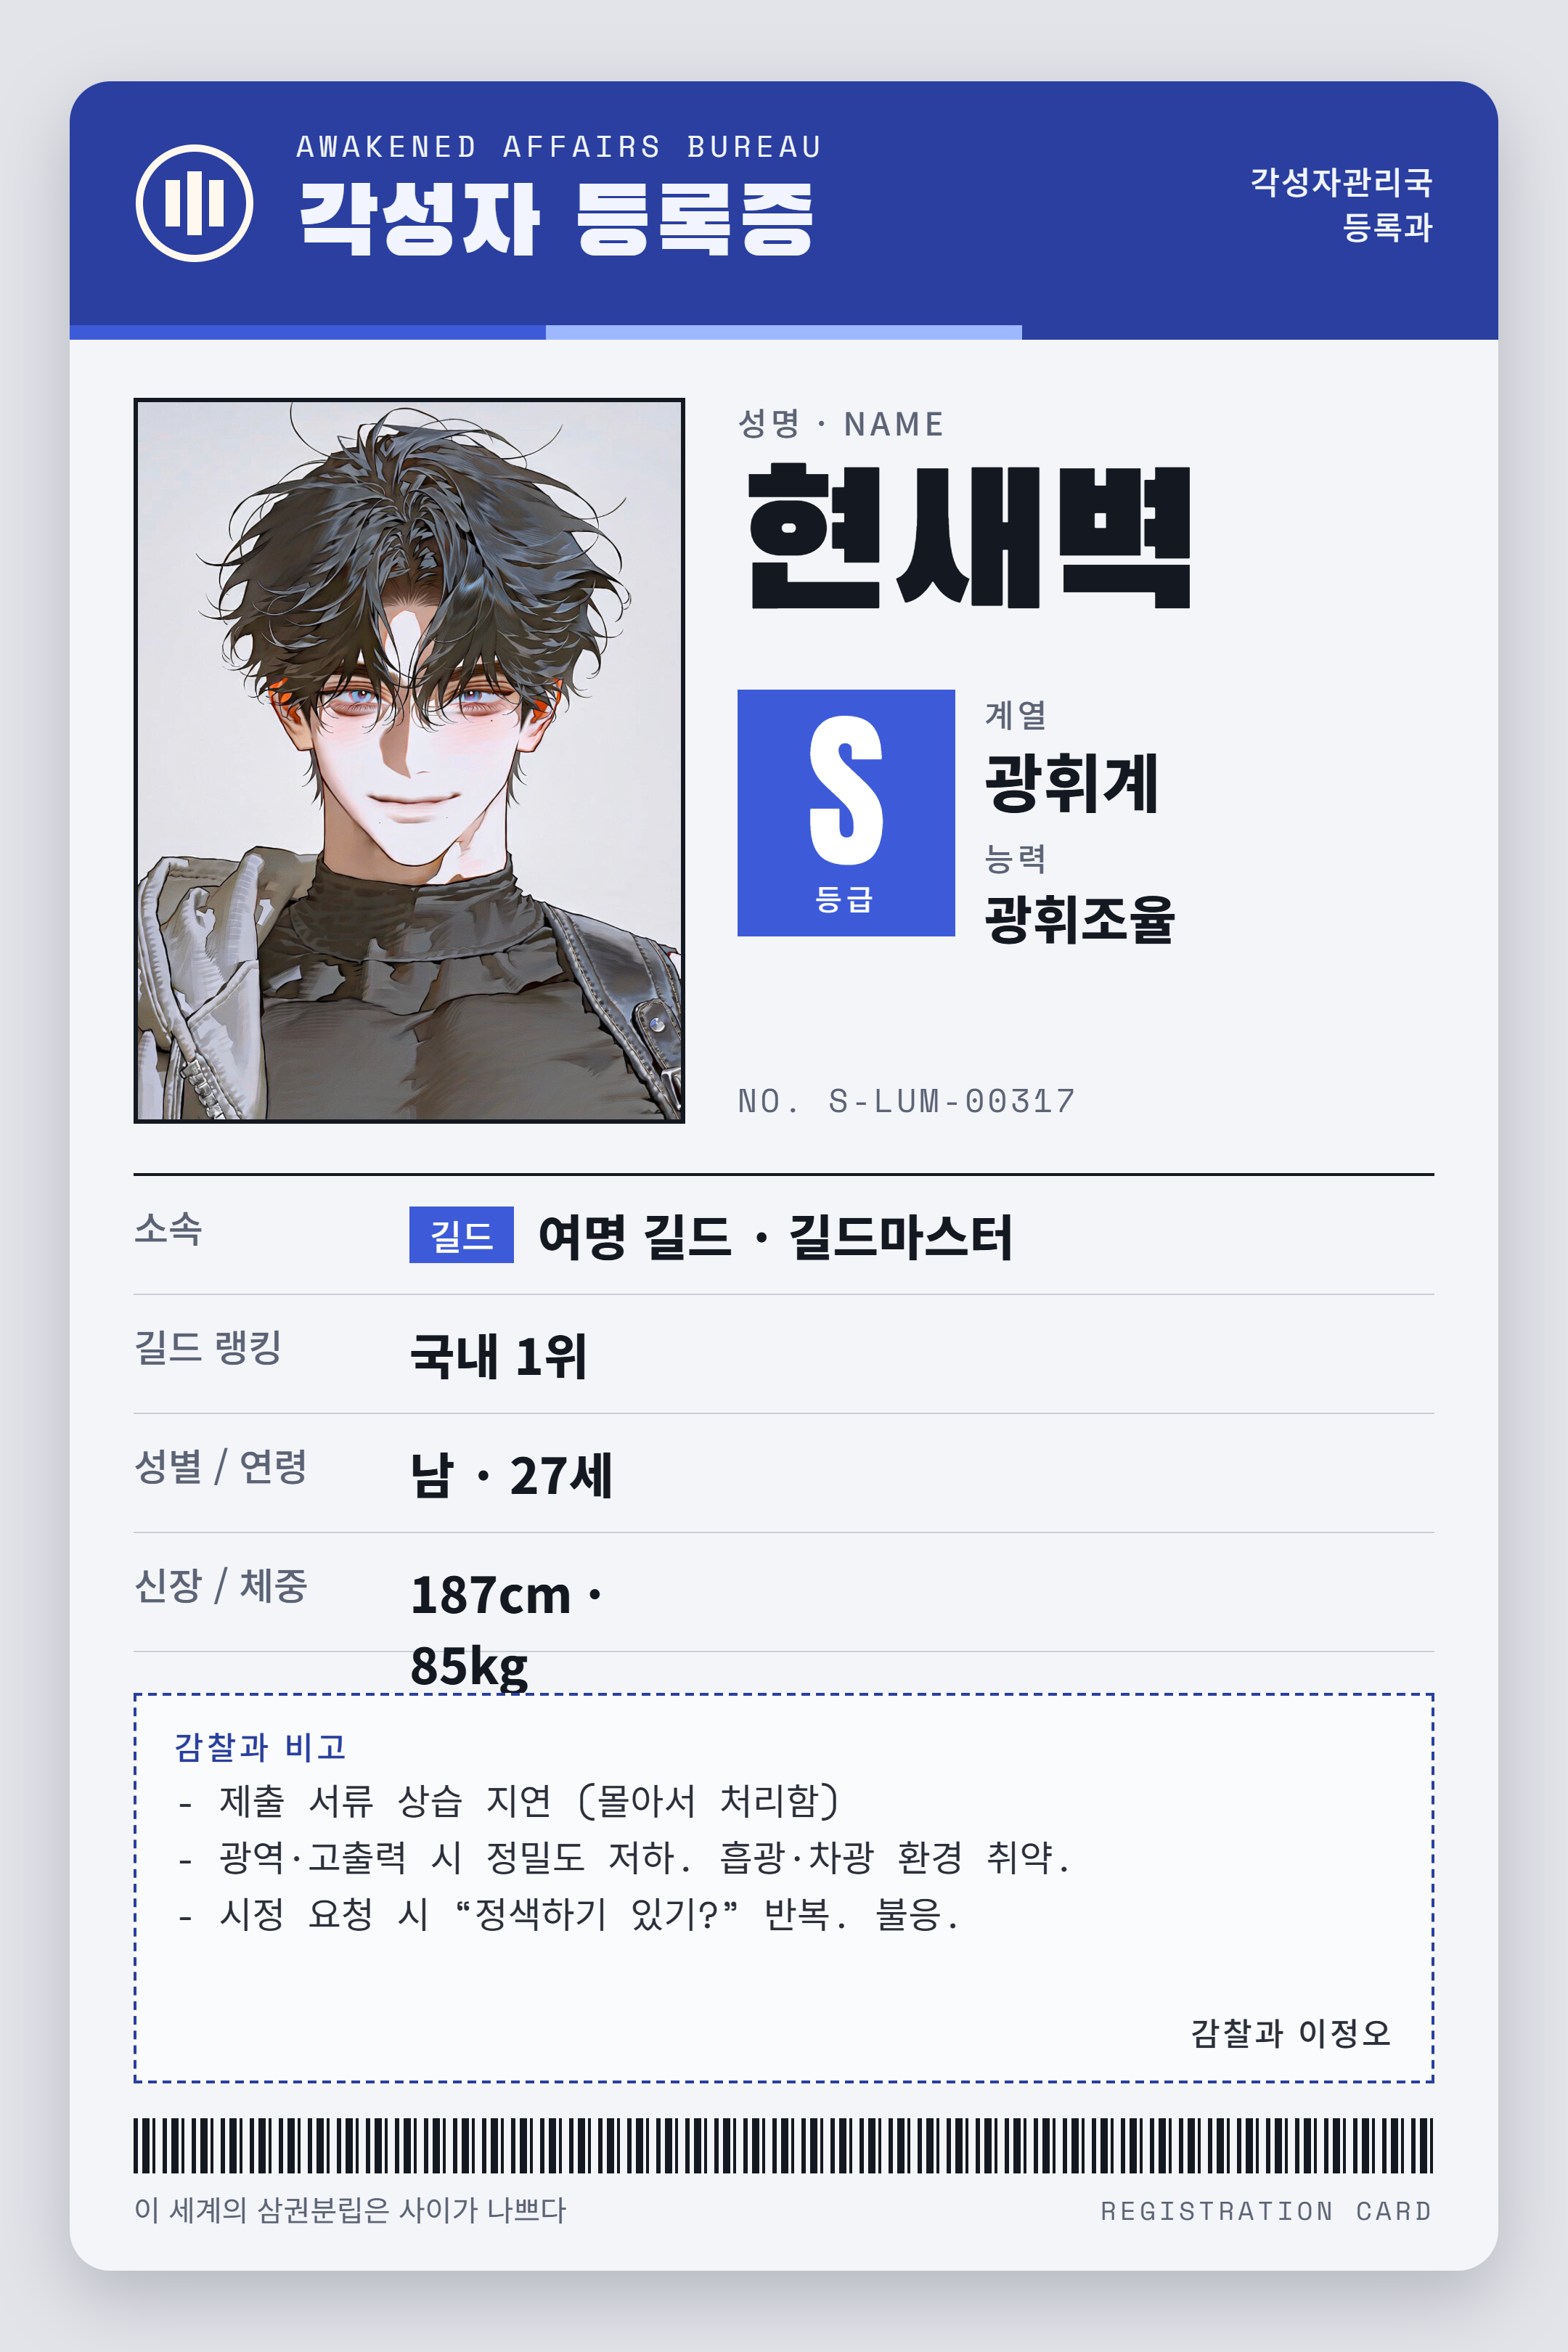 AWAKENED AFFAIRS BUREAU
각성자 등록증
각성자관리국
등록과
성명 · NAME
현새벽
S
등급
계열
광휘계
능력
광휘조율
NO. S-LUM-00317
소속
길드 여명 길드 · 길드마스터
길드 랭킹
국내 1위
성별 / 연령
남 · 27세
신장 / 체중
187cm ·
85kg
감찰과 비고
- 제출 서류 상습 지연 (몰아서 처리함)
- 광역·고출력 시 정밀도 저하. 흡광·차광 환경 취약.
- 시정 요청 시 “정색하기 있기?” 반복. 불응.
감찰과 이정오
이 세계의 삼권분립은 사이가 나쁘다
REGISTRATION CARD